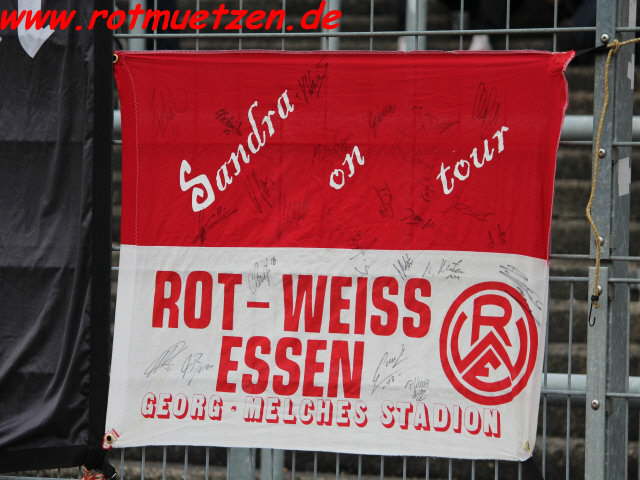 www.rotmuetzen.de
Sandra on tour
ROT-WEISS
ESSEN
GEORG-MELCHES STADION
RWE